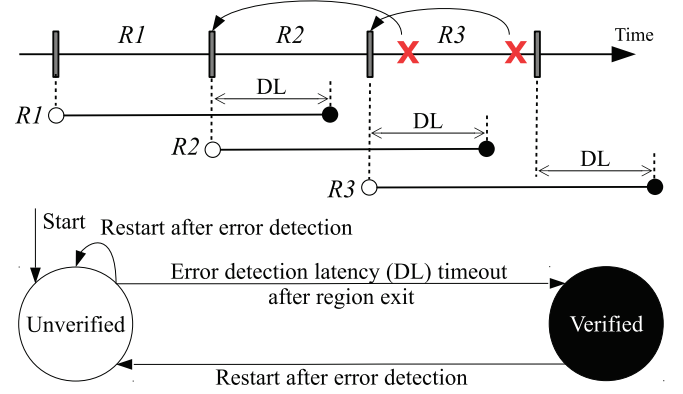 R1 R2 R3 Time
R1 DL
R2 DL
R3 DL
Start
Restart after error detection
Error detection latency (DL) timeout
after region exit
Unverified
Verified
Restart after error detection